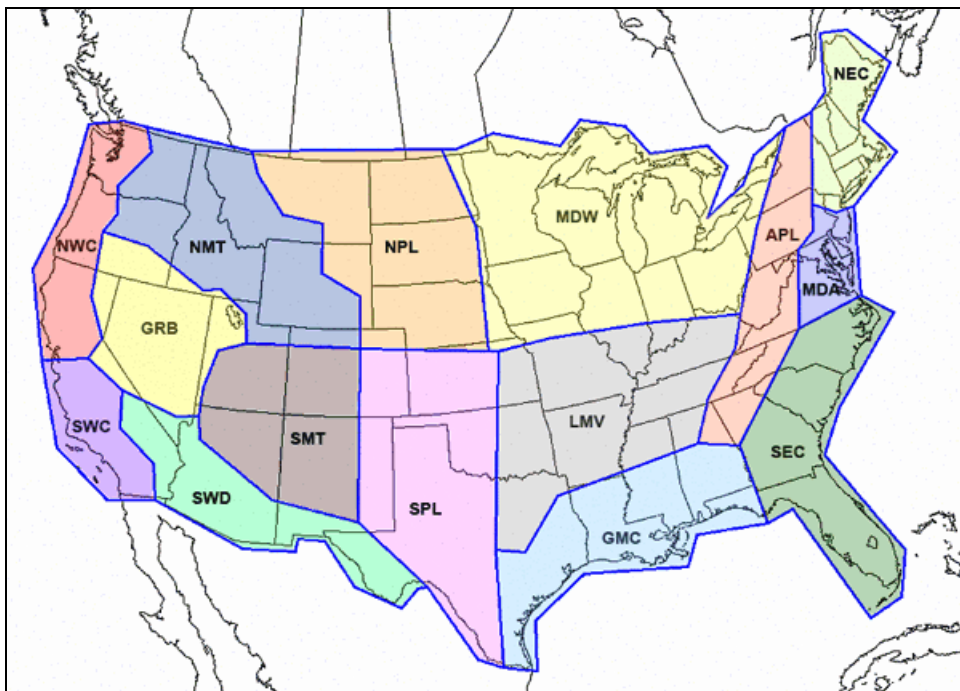 NEC
MDW
APL
NWC
NMT
NPL
MDA
GRB
SWC
SMT
LMV
SEC
SWD
SPL
GMC